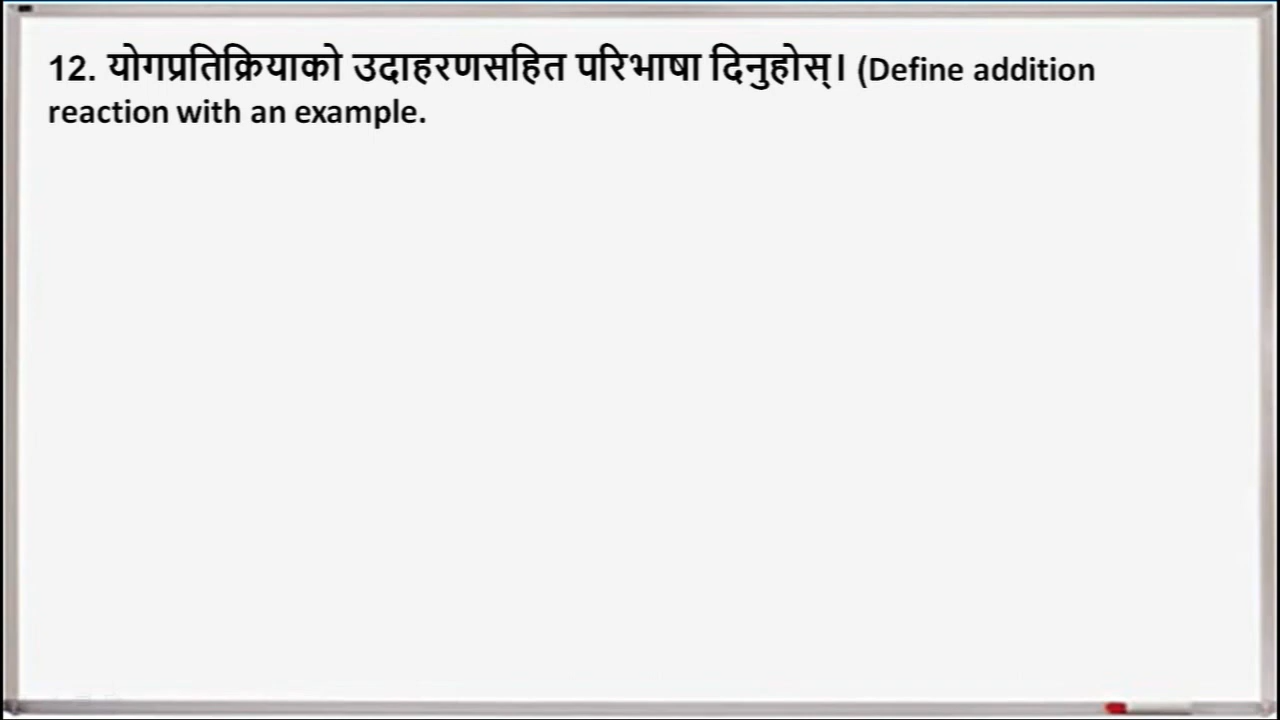 12. योगप्रतिक्रियाको उदाहरणसहित परिभाषा दिनुहोस्। (Define addition
reaction with an example.